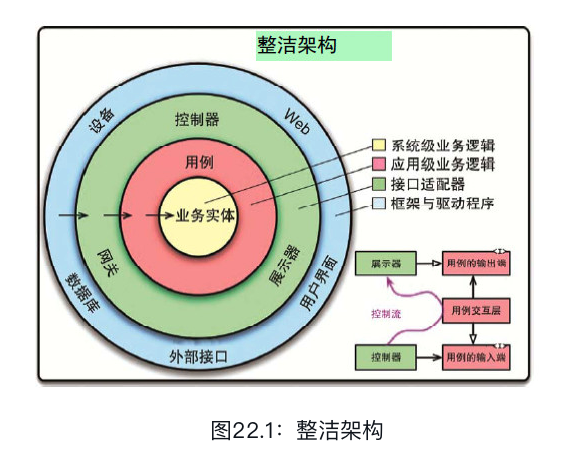 整洁架构
设备
控制器
Web
用例
业务实体
网关
展示器
数据库
用户界面
外部接口
系统级业务逻辑
应用级业务逻辑
接口适配器
框架与驱动程序
展示器
用例的输出端
控制流
用例交互层
控制器
用例的输入端
图22.1：整洁架构